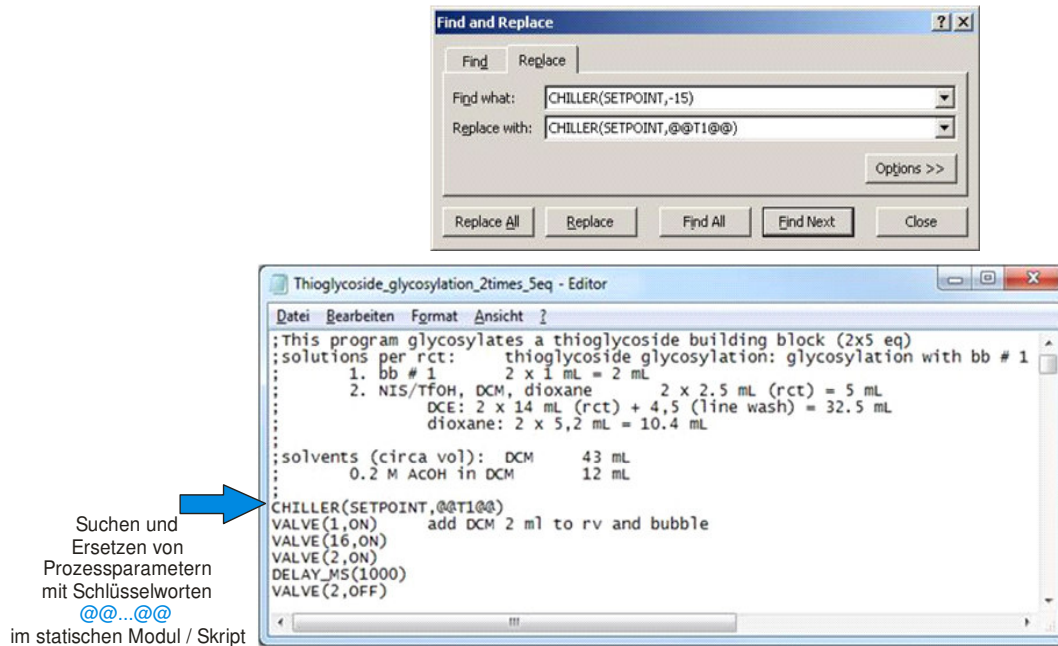 Find and Replace
Find Replace
Find what: CHILLER(SETPOINT,-15)
Replace with: CHILLER(SETPOINT,@@T1@@)
Options >>
Replace All Replace Find All Find Next Close
Thioglycoside_glycosylation_2times_5eq - Editor
Datei Bearbeiten Format Ansicht ?
;This program glycosylates a thioglycoside building block (2x5 eq)
;solutions per rct: thioglycoside glycosylation: glycosylation with bb # 1
; 1. bb # 1 2 x 1 mL = 2 mL
; 2. NIS/TfOH, DCM, dioxane 2 x 2.5 mL (rct) = 5 mL
; DCE: 2 x 14 mL (rct) + 4,5 (line wash) = 32.5 mL
; dioxane: 2 x 5,2 mL = 10.4 mL
;
;solvents (circa vol): DCM 43 mL
; 0.2 M AcOH in DCM 12 mL
;
CHILLER(SETPOINT,@@T1@@)
VALVE(1,ON) add DCM 2 ml to rv and bubble
VALVE(16,ON)
VALVE(2,ON)
DELAY_MS(1000)
VALVE(2,OFF)
Suchen und
Ersetzen von
Prozessparametern
mit Schlüsselworten
@@...@@
im statischen Modul / Skript